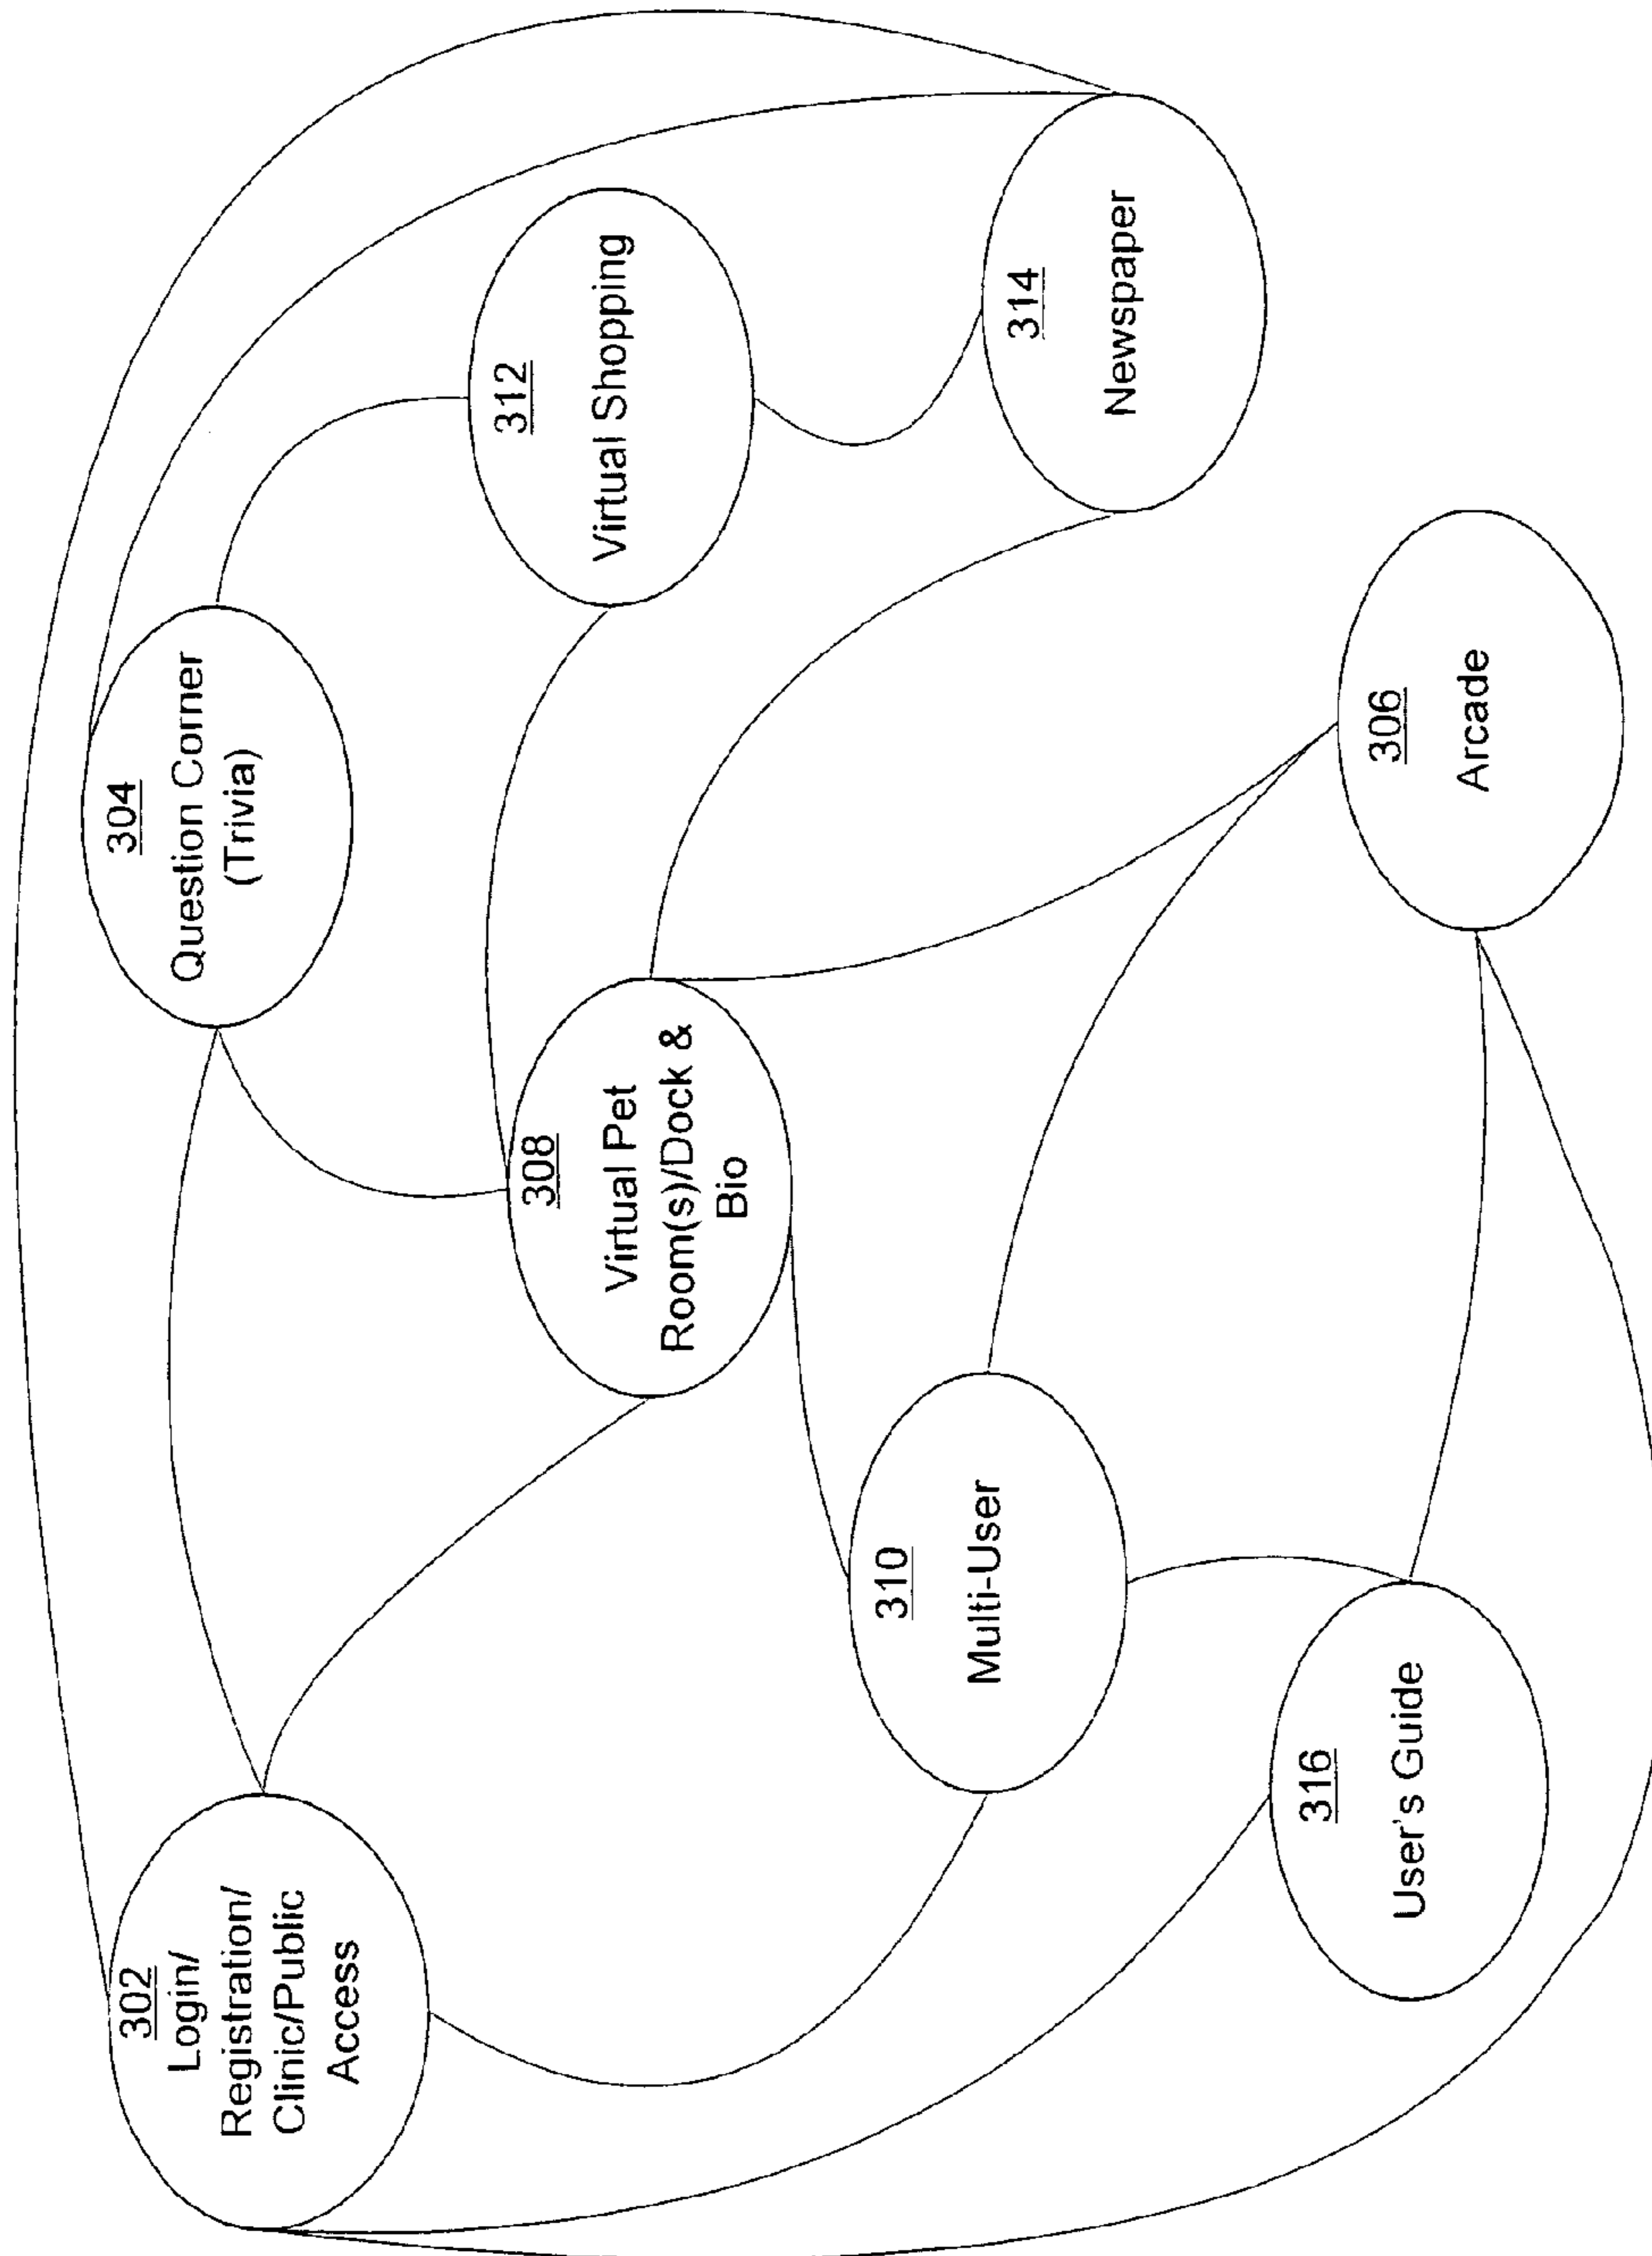 302
Login/
Registration/
Clinic/Public
Access
304
Question Corner
(Trivia)
308
Virtual Pet
Room(s)/Dock &
Bio
312
Virtual Shopping
310
Multi-User
314
Newspaper
316
User's Guide
306
Arcade